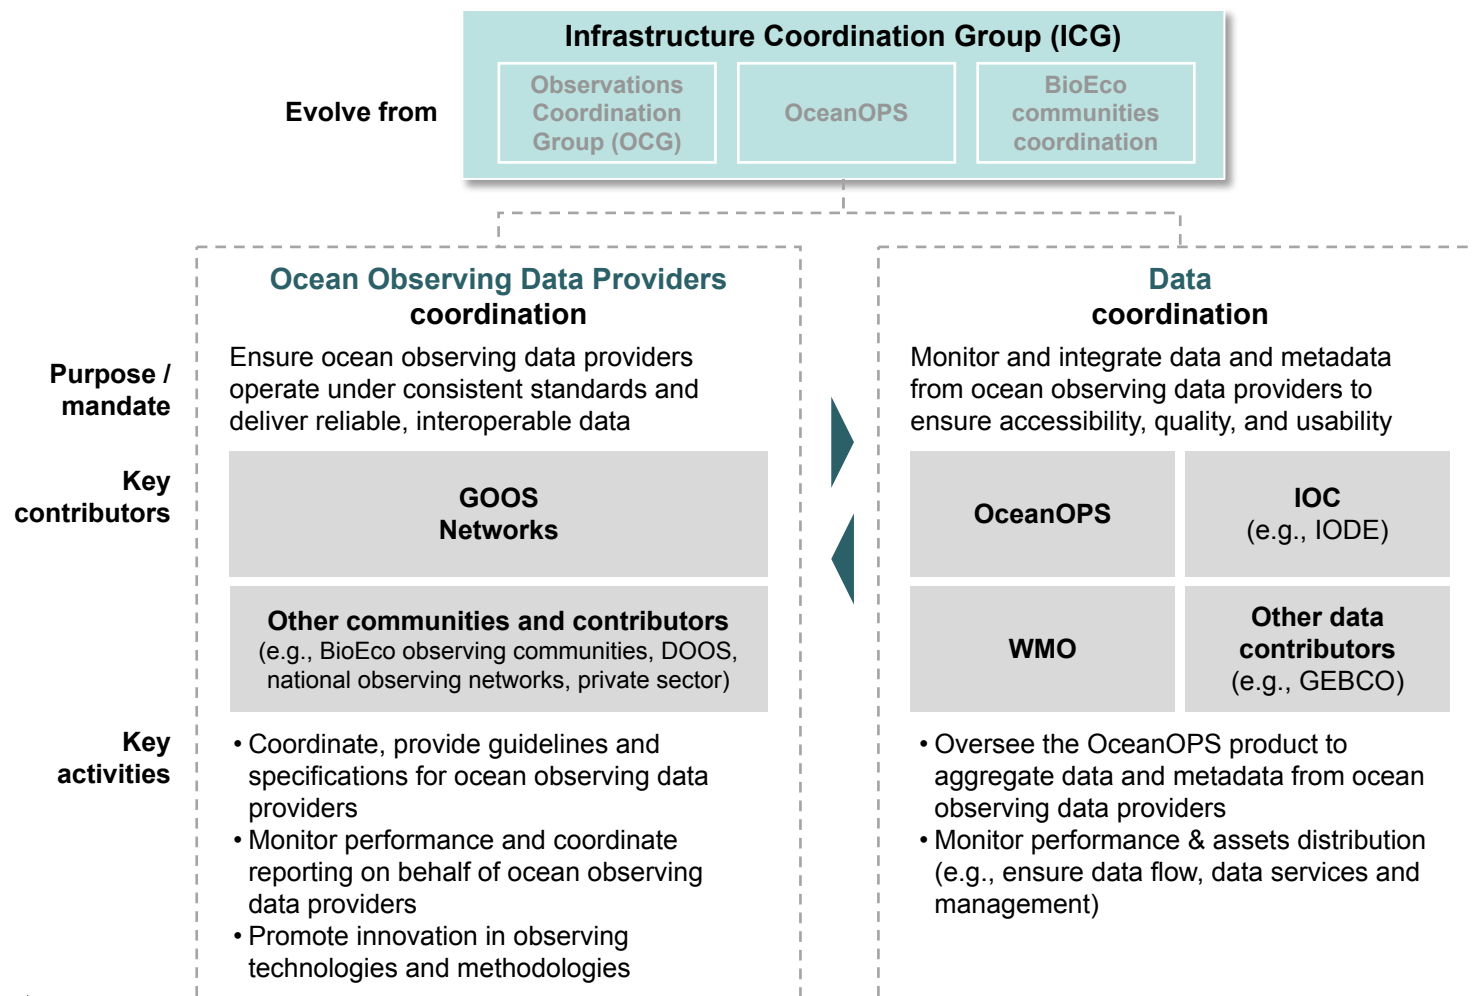 Infrastructure Coordination Group (ICG)
Evolve from
Observations
Coordination
Group (OCG)
OceanOPS
BioEco
communities
coordination
Ocean Observing Data Providers
coordination
Data
coordination
Purpose /
mandate
Ensure ocean observing data providers
operate under consistent standards and
deliver reliable, interoperable data
Monitor and integrate data and metadata
from ocean observing data providers to
ensure accessibility, quality, and usability
Key
contributors
GOOS
Networks
Other communities and contributors
(e.g., BioEco observing communities, DOOS,
national observing networks, private sector)
OceanOPS
IOC
(e.g., IODE)
WMO
Other data
contributors
(e.g., GEBCO)
Key
activities
• Coordinate, provide guidelines and
specifications for ocean observing data
providers
• Monitor performance and coordinate
reporting on behalf of ocean observing
data providers
• Promote innovation in observing
technologies and methodologies
• Oversee the OceanOPS product to
aggregate data and metadata from ocean
observing data providers
• Monitor performance & assets distribution
(e.g., ensure data flow, data services and
management)